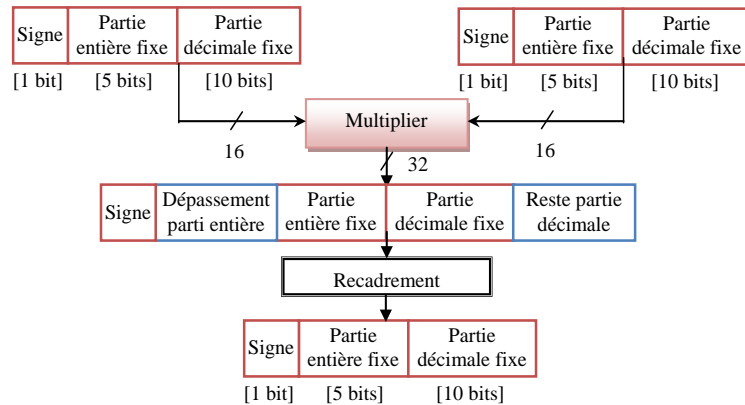 Signe
Partie
entière fixe
Partie
décimale fixe
Signe
Partie
entière fixe
Partie
décimale fixe
[1 bit]
[5 bits]
[10 bits]
[1 bit]
[5 bits]
[10 bits]
Multiplier
16
16
32
Signe
Dépassement
parti entière
Partie
entière fixe
Partie
décimale fixe
Reste partie
décimale
Recadrement
Signe
Partie
entière fixe
Partie
décimale fixe
[1 bit]
[5 bits]
[10 bits]